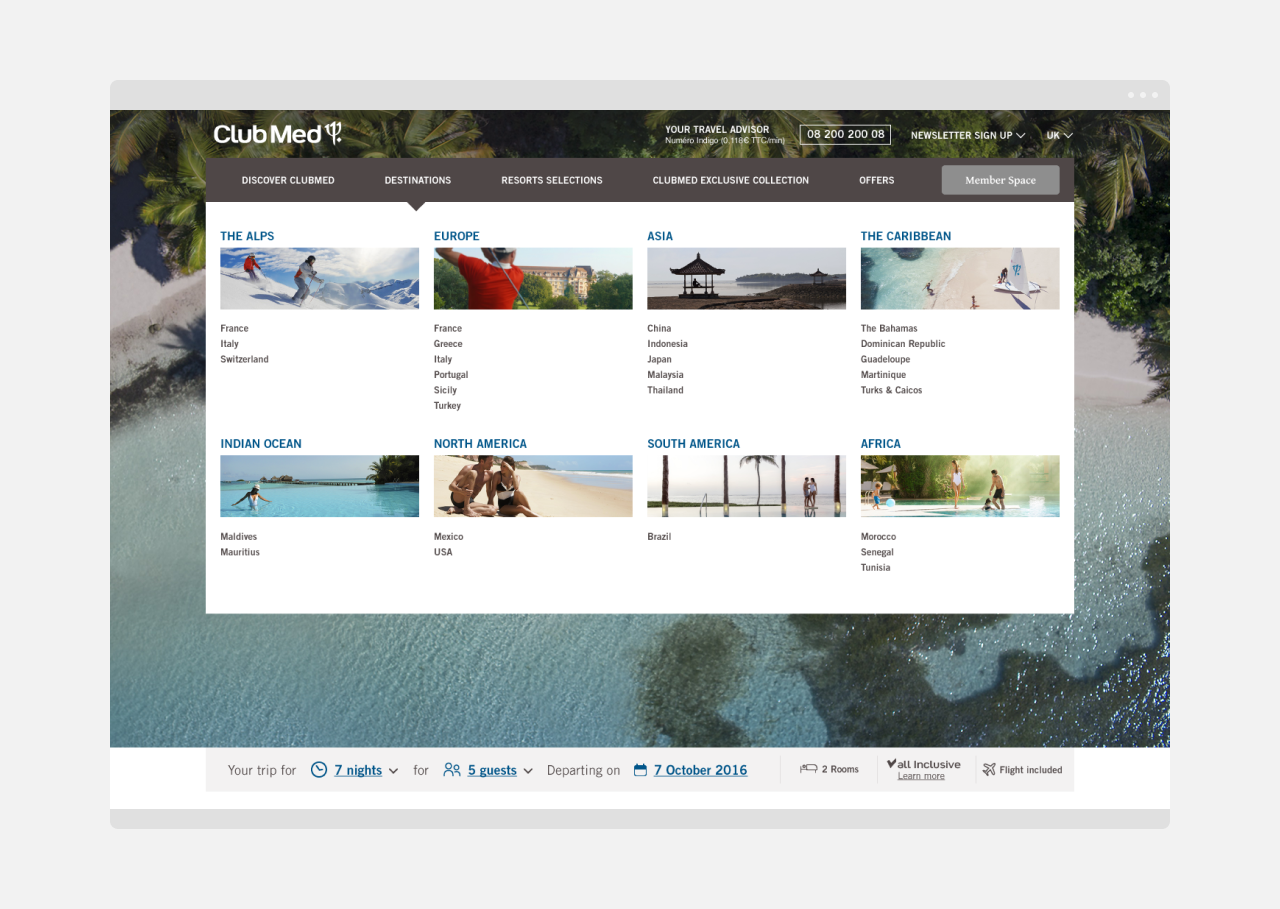 Club Med
YOUR TRAVEL ADVISOR
Numéro Indigo (0.118€ TTC/min)
08 200 200 08
NEWSLETTER SIGN UP
UK
DISCOVER CLUBMED
DESTINATIONS
RESORTS SELECTIONS
CLUBMED EXCLUSIVE COLLECTION
OFFERS
Member Space
THE ALPS
France
Italy
Switzerland
EUROPE
France
Greece
Italy
Portugal
Sicily
Turkey
ASIA
China
Indonesia
Japan
Malaysia
Thailand
THE CARIBBEAN
The Bahamas
Dominican Republic
Guadeloupe
Martinique
Turks & Caicos
INDIAN OCEAN
Maldives
Mauritius
NORTH AMERICA
Mexico
USA
SOUTH AMERICA
Brazil
AFRICA
Morocco
Senegal
Tunisia
Your trip for 7 nights for 5 guests Departing on 7 October 2016
2 Rooms
all Inclusive
Learn more
Flight included